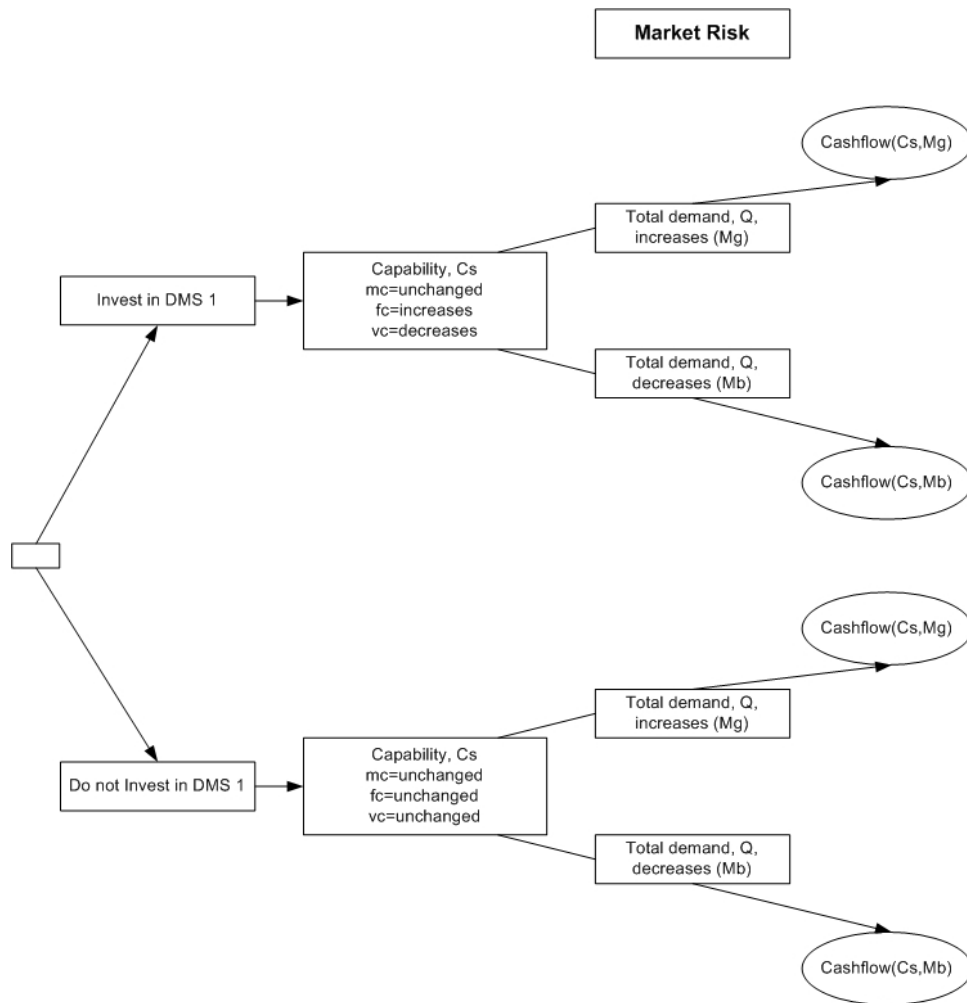 Market Risk
Cashflow(Cs,Mg)
Total demand, Q,
increases (Mg)
Capability, Cs
mc=unchanged
fc=increases
vc=decreases
Invest in DMS 1
Total demand, Q,
decreases (Mb)
Cashflow(Cs,Mb)
Cashflow(Cs,Mg)
Total demand, Q,
increases (Mg)
Capability, Cs
mc=unchanged
fc=unchanged
vc=unchanged
Do not Invest in DMS 1
Total demand, Q,
decreases (Mb)
Cashflow(Cs,Mb)